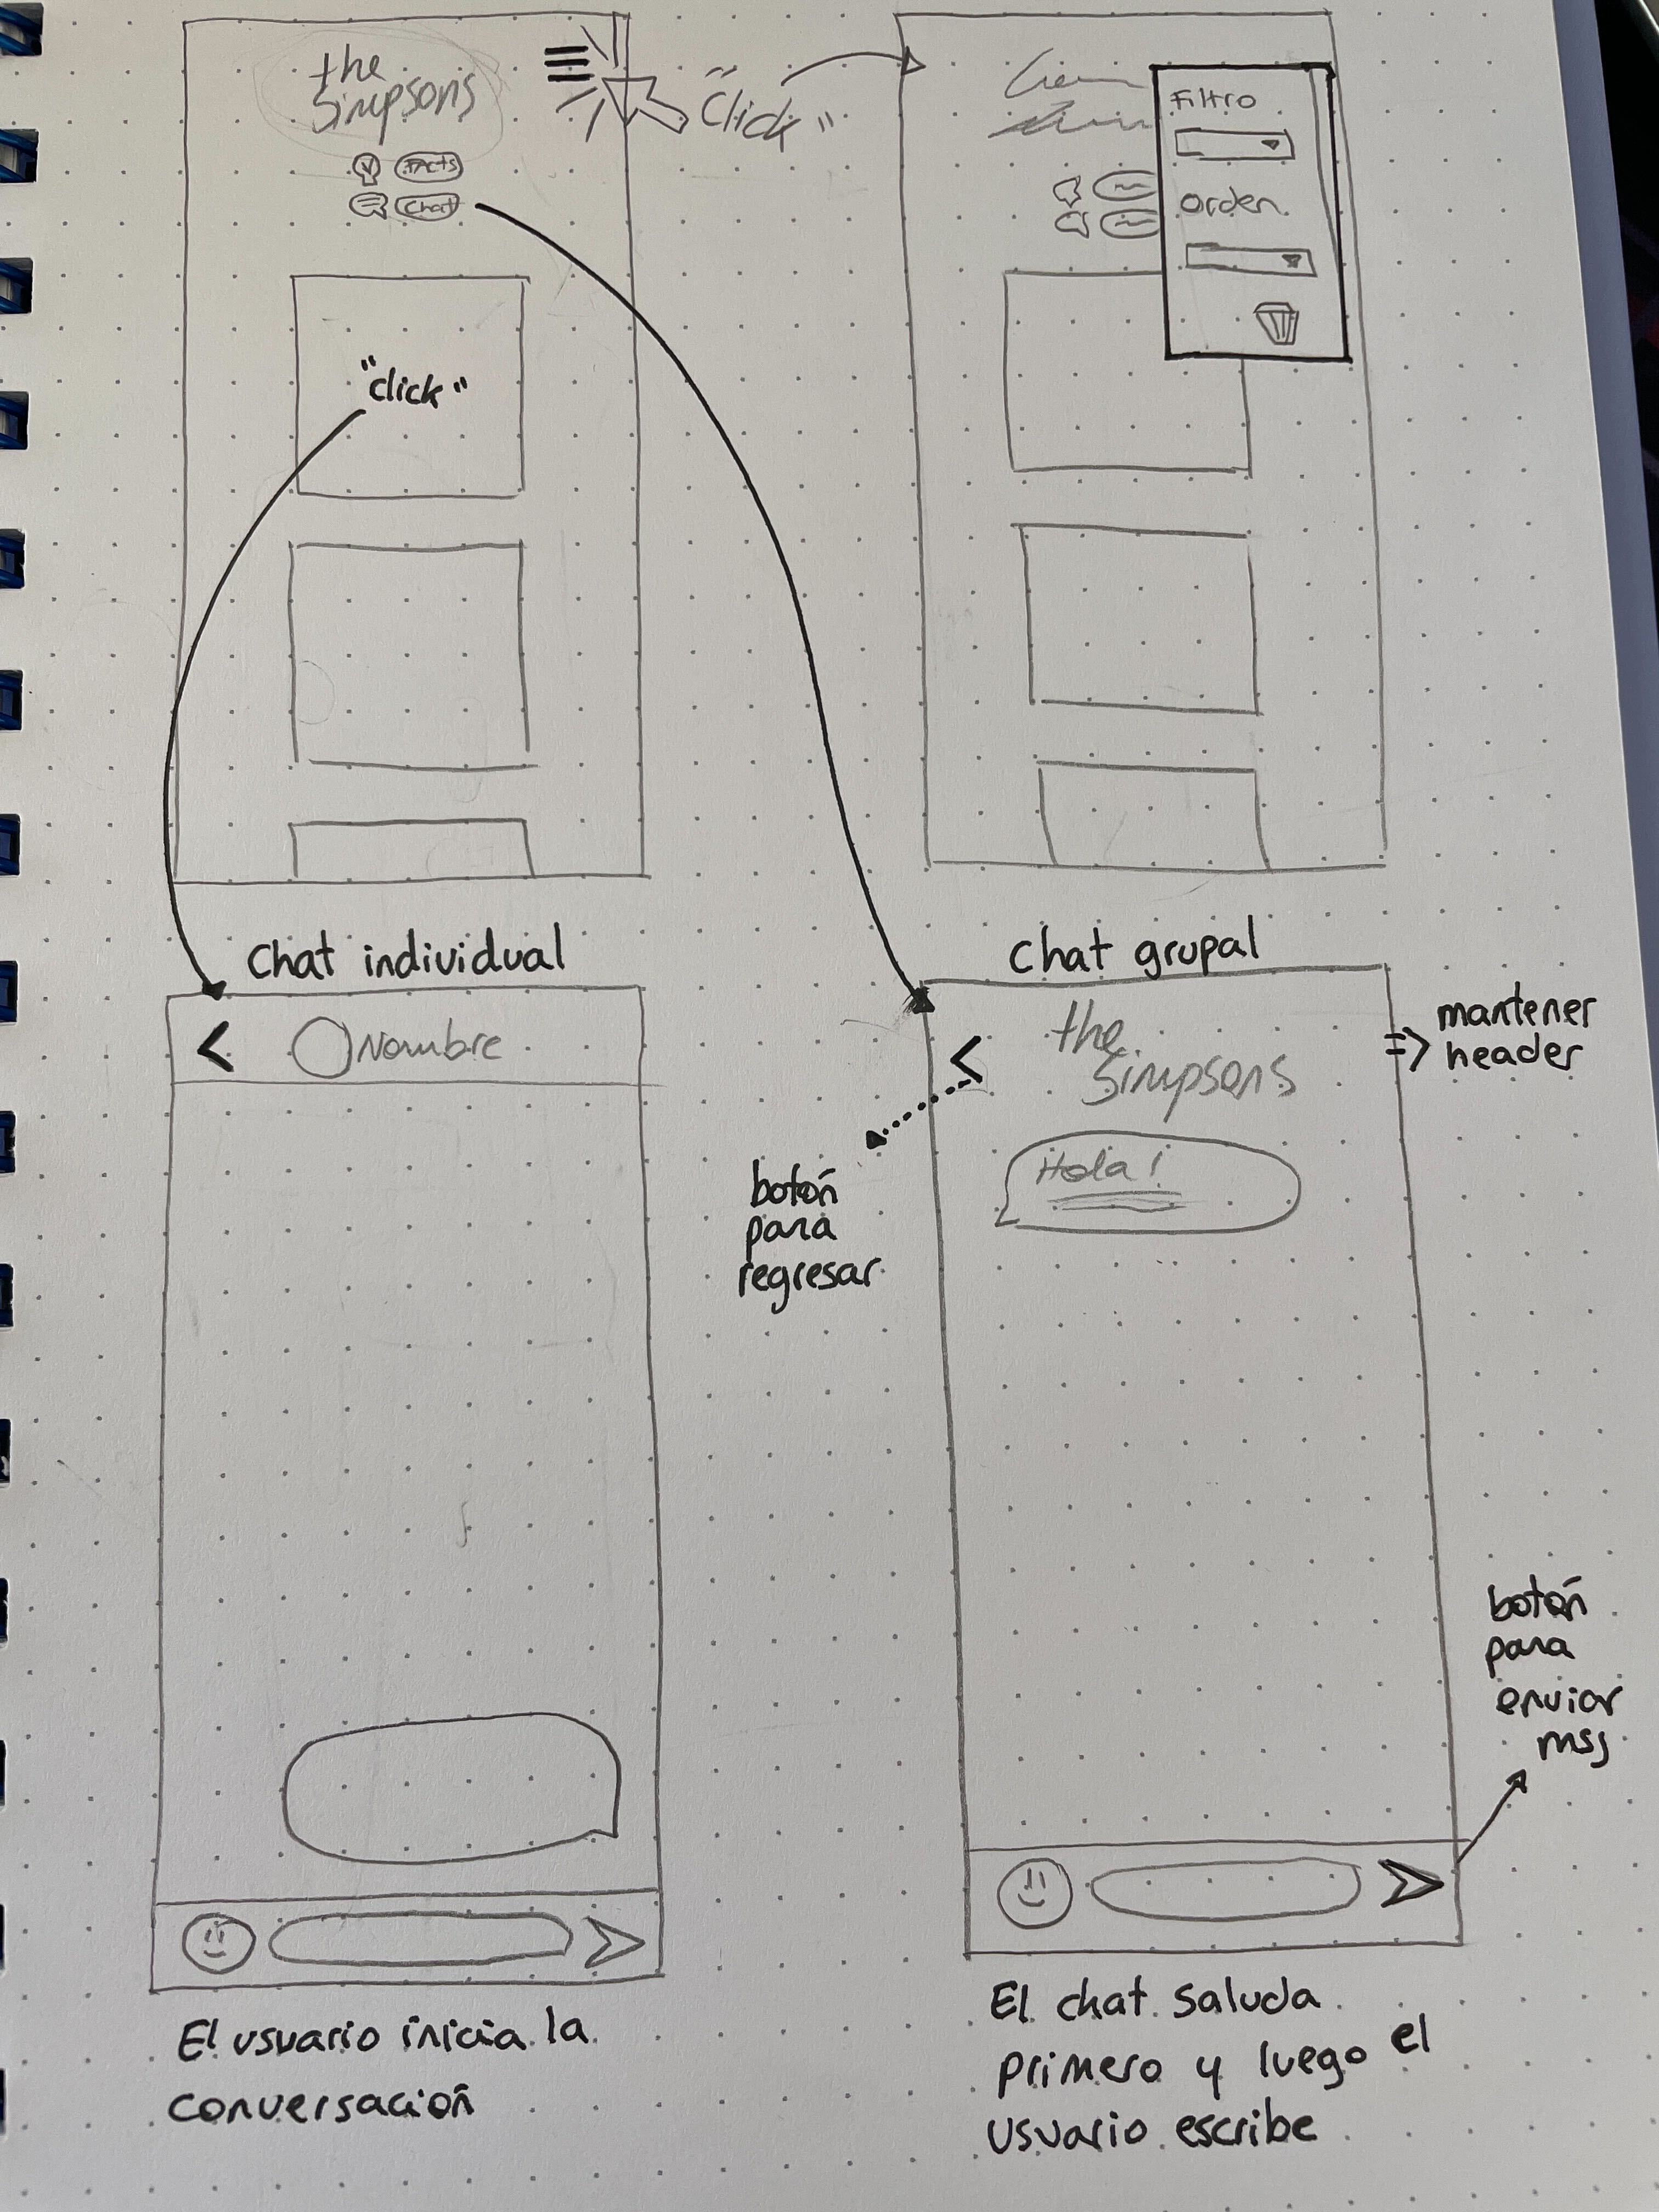 the
Simpsons
Facts
Chat
"Click"
Filtro
Orden.
"click"
Chat individual
Chat grupal
Nombre
the
Simpsons
mantener
header
Hola!
botón
para
regresar
botón
para
enviar
msj
El usuario inicia la
conversación
El chat saluda
primero y luego el
usuario escribe